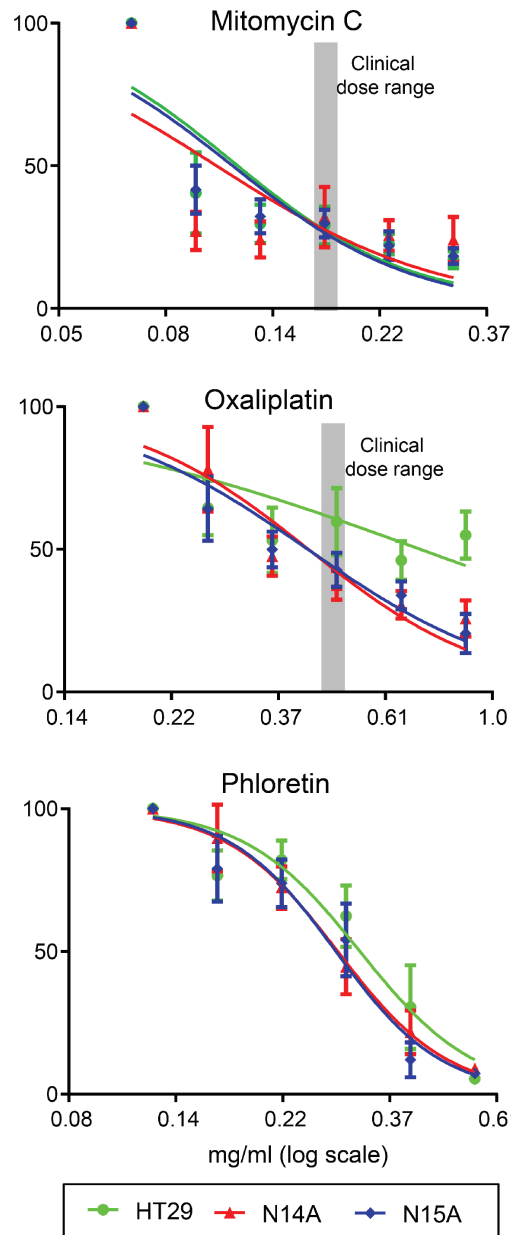 Mitomycin C
100
Clinical
dose range
50
0
0.05 0.08 0.14 0.22 0.37
Oxaliplatin
100
Clinical
dose range
50
0
0.14 0.22 0.37 0.61 1.0
Phloretin
100
50
0
0.08 0.14 0.22 0.37 0.6
mg/ml (log scale)
HT29 N14A N15A